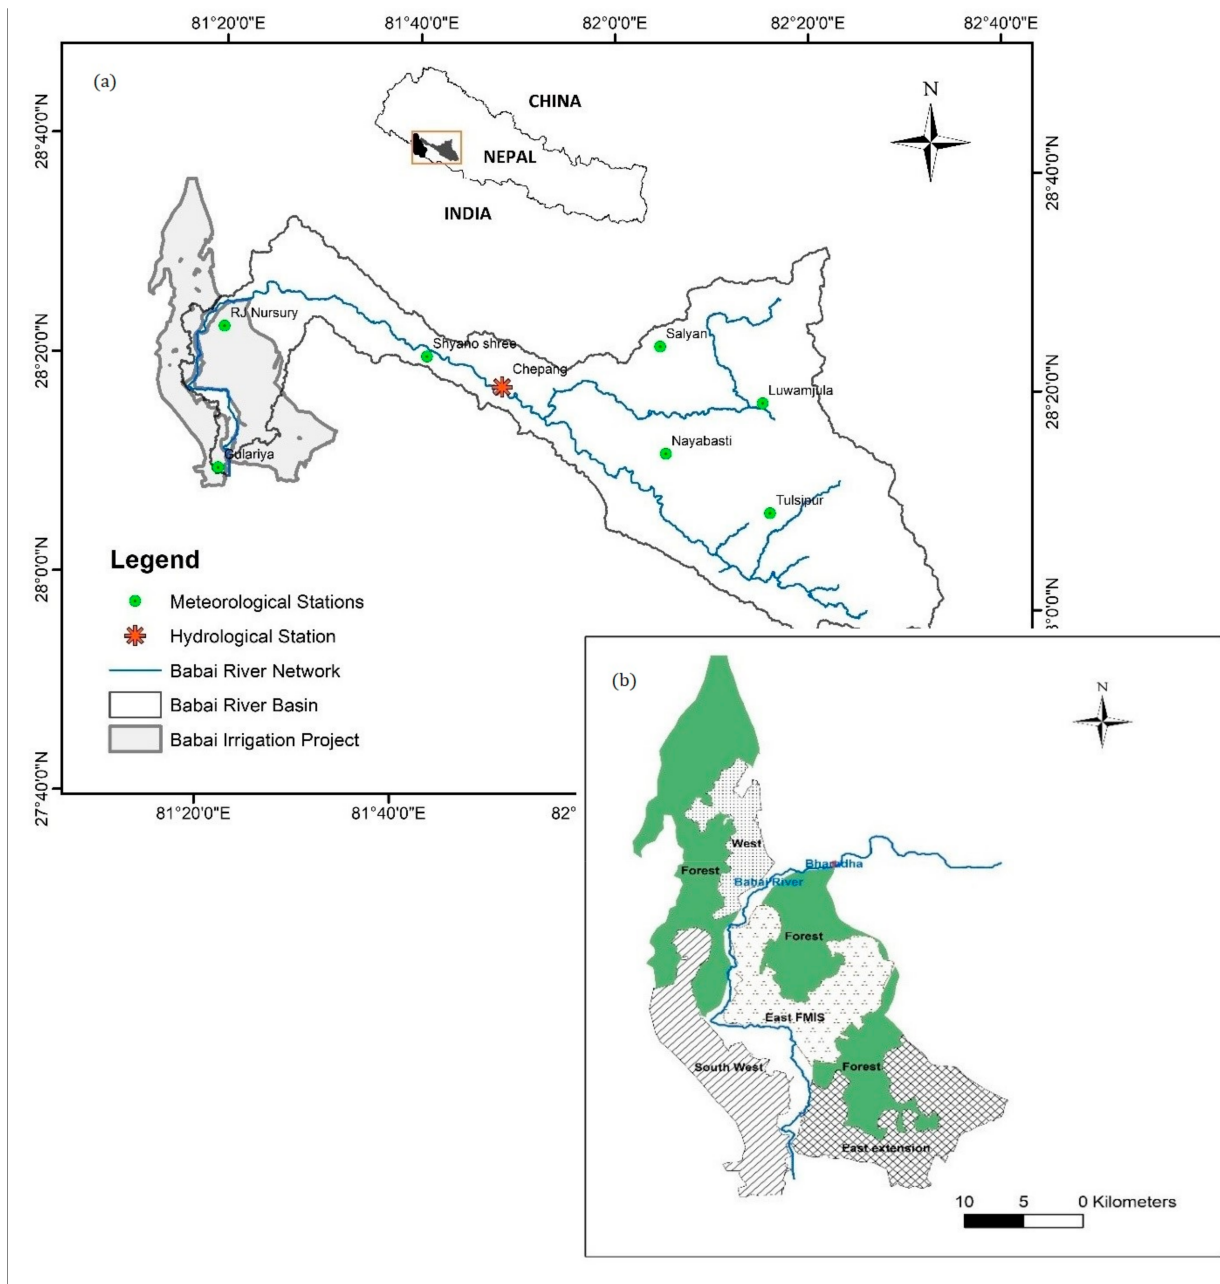 81°20'0"E 81°40'0"E 82°0'0"E 82°20'0"E 82°40'0"E
(a)
N
CHINA
NEPAL
INDIA
28°40'0"N
28°40'0"N
RJ Nursury
Shyano shree
Chepang
Salyan
Luwamjula
Nayabasti
Gulariya
Tulsipur
28°20'0"N
28°20'0"N
Legend
Meteorological Stations
Hydrological Station
Babai River Network
Babai River Basin
Babai Irrigation Project
28°0'0"N
8°0'0"N
27°40'0"N
81°20'0"E 81°40'0"E 82°
(b)
N
West
Bharadha
Forest
Babai River
Forest
East FMIS
South West
Forest
East extension
10 5 0 Kilometers